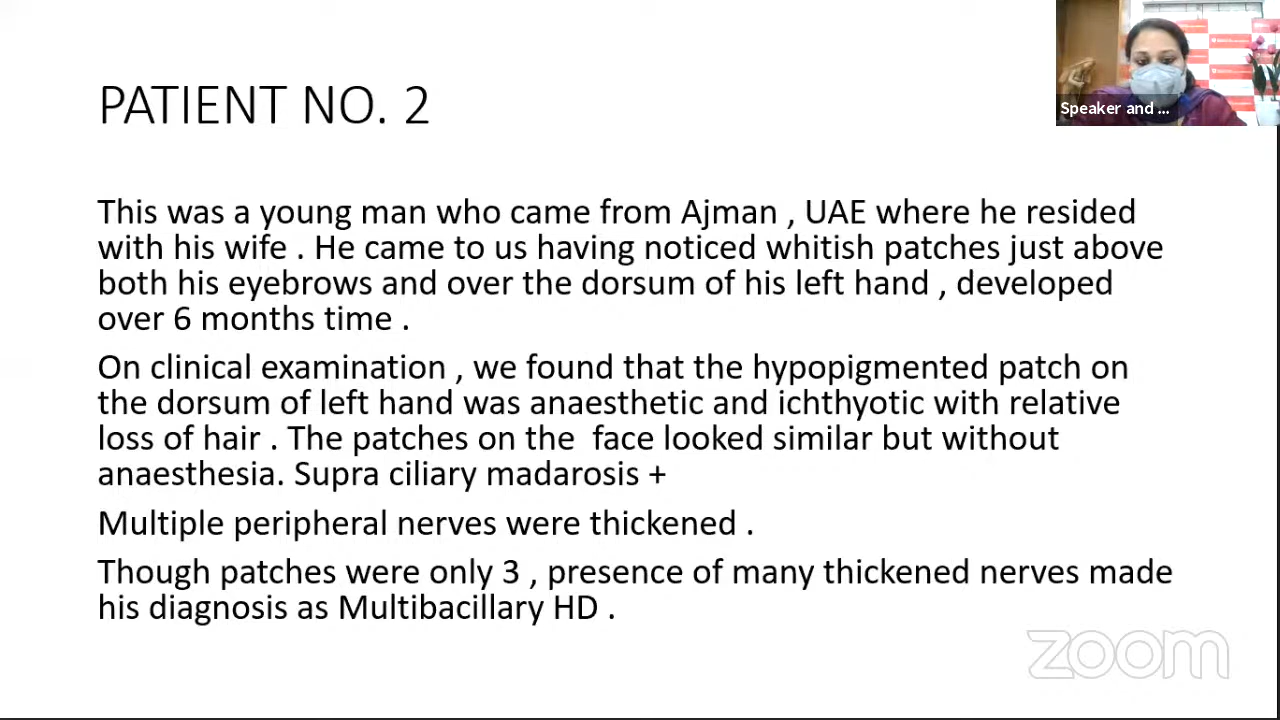 PATIENT NO. 2
Speaker and ...
This was a young man who came from Ajman , UAE where he resided
with his wife . He came to us having noticed whitish patches just above
both his eyebrows and over the dorsum of his left hand , developed
over 6 months time .
On clinical examination , we found that the hypopigmented patch on
the dorsum of left hand was anaesthetic and ichthyotic with relative
loss of hair . The patches on the  face looked similar but without
anaesthesia. Supra ciliary madarosis +
Multiple peripheral nerves were thickened .
Though patches were only 3 , presence of many thickened nerves made
his diagnosis as Multibacillary HD .
zoom